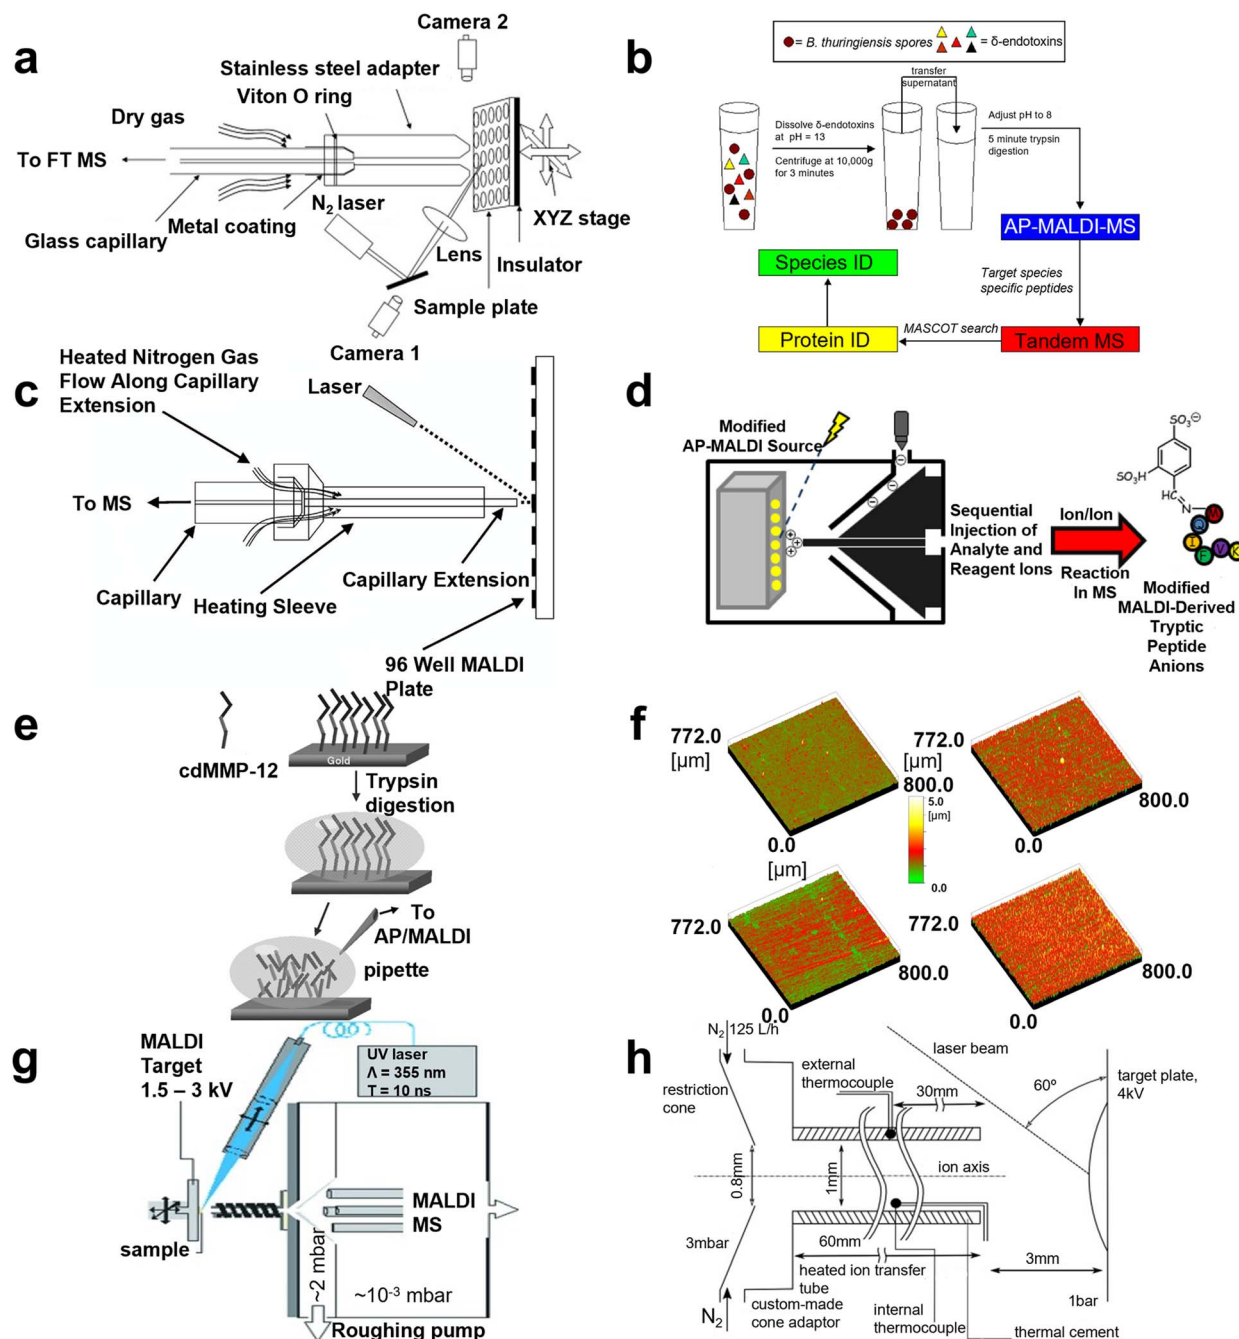 a
Camera 2
Stainless steel adapter
Viton O ring
Dry gas
To FT MS
N2 laser
XYZ stage
Metal coating
Glass capillary
Lens
Insulator
Sample plate
Camera 1
b
= B. thuringiensis spores
= δ-endotoxins
transfer
supernatant
Dissolve δ-endotoxins
at pH = 13
Centrifuge at 10,000g
for 3 minutes
Adjust pH to 8
5 minute trypsin
digestion
AP-MALDI-MS
Species ID
Target species
specific peptides
MASCOT search
Protein ID
Tandem MS
c
Heated Nitrogen Gas
Flow Along Capillary
Extension
Laser
To MS
Capillary Extension
Capillary
Heating Sleeve
96 Well MALDI
Plate
d
Modified
AP-MALDI Source
Sequential
Injection of
Analyte and
Reagent Ions
Ion/Ion
Reaction
In MS
SO3⊖
SO3H
HC
N
W
Q
I
F
V
K
Modified
MALDI-Derived
Tryptic
Peptide
Anions
e
cdMMP-12
Gold
Trypsin
digestion
To
AP/MALDI
pipette
f
772.0
[µm]
800.0
0.0
[µm]
5.0
[µm]
0.0
772.0
[µm]
800.0
0.0
772.0
800.0
0.0
772.0
800.0
0.0
g
MALDI
Target
1.5 – 3 kV
UV laser
Λ = 355 nm
T = 10 ns
MALDI
MS
sample
~2 mbar
~10-3 mbar
Roughing pump
h
N2 125 L/h
restriction
cone
external
thermocouple
laser beam
30mm
60º
target plate,
4kV
0.8mm
1mm
ion axis
3mbar
60mm
heated ion transfer
tube
3mm
N2
custom-made
cone adaptor
internal
thermocouple
1bar
thermal cement